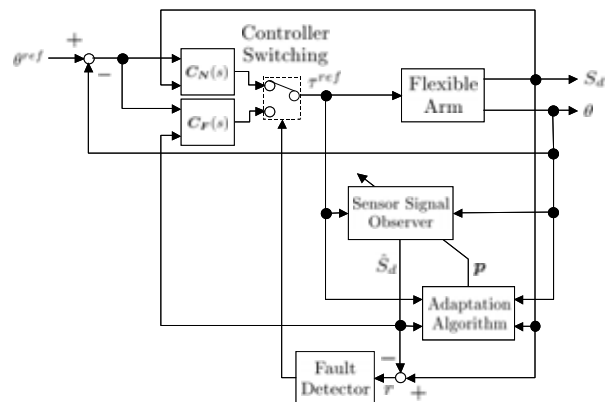 Controller
Switching
+
θ^{ref}
−
C_N(s)
τ^{ref}
Flexible
Arm
S_d
θ
C_F(s)
Sensor Signal
Observer
Ŝ_d
p
Adaptation
Algorithm
Fault
Detector
−
r
+